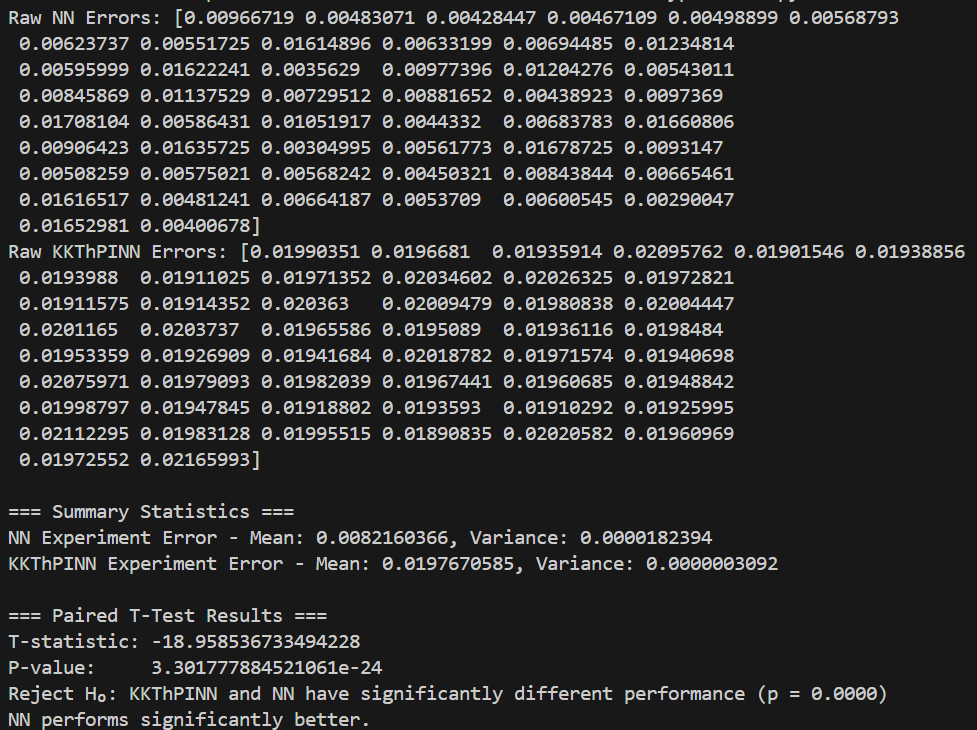 Raw NN Errors: [0.00966719 0.00483071 0.00428447 0.00467109 0.00498899 0.00568793
0.00623737 0.00551725 0.01614896 0.00633199 0.00694485 0.01234814
0.00595999 0.01622241 0.0035629  0.00977396 0.01204276 0.00543011
0.00845869 0.01137529 0.00729512 0.00881652 0.00438923 0.0097369
0.01708104 0.00586431 0.01051917 0.0044332  0.00683783 0.01660806
0.00906423 0.01635725 0.00304995 0.00561773 0.01678725 0.0093147
0.00508259 0.00575021 0.00568242 0.00450321 0.00843844 0.00665461
0.01616517 0.00481241 0.00664187 0.0053709  0.00600545 0.00290047
0.01652981 0.00400678]
Raw KKThPINN Errors: [0.01990351 0.0196681  0.01935914 0.02095762 0.01901546 0.01938856
0.0193988  0.01911025 0.01971352 0.02034602 0.02026325 0.01972821
0.01911575 0.01914352 0.020363   0.02009479 0.01980838 0.02004447
0.0201165  0.0203737  0.01965586 0.0195089  0.01936116 0.0198484
0.01953359 0.01926909 0.01941684 0.02018782 0.01971574 0.01940698
0.02075971 0.01979093 0.01982039 0.01967441 0.01960685 0.01948842
0.01998797 0.01947845 0.01918802 0.0193593  0.01910292 0.01925995
0.02112295 0.01983128 0.01995515 0.01890835 0.02020582 0.01960969
0.01972552 0.02165993]
=== Summary Statistics ===
NN Experiment Error - Mean: 0.0082160366, Variance: 0.0000182394
KKThPINN Experiment Error - Mean: 0.0197670585, Variance: 0.0000003092
=== Paired T-Test Results ===
T-statistic: -18.958536733494228
P-value:     3.301777884521061e-24
Reject H₀: KKThPINN and NN have significantly different performance (p = 0.0000)
NN performs significantly better.